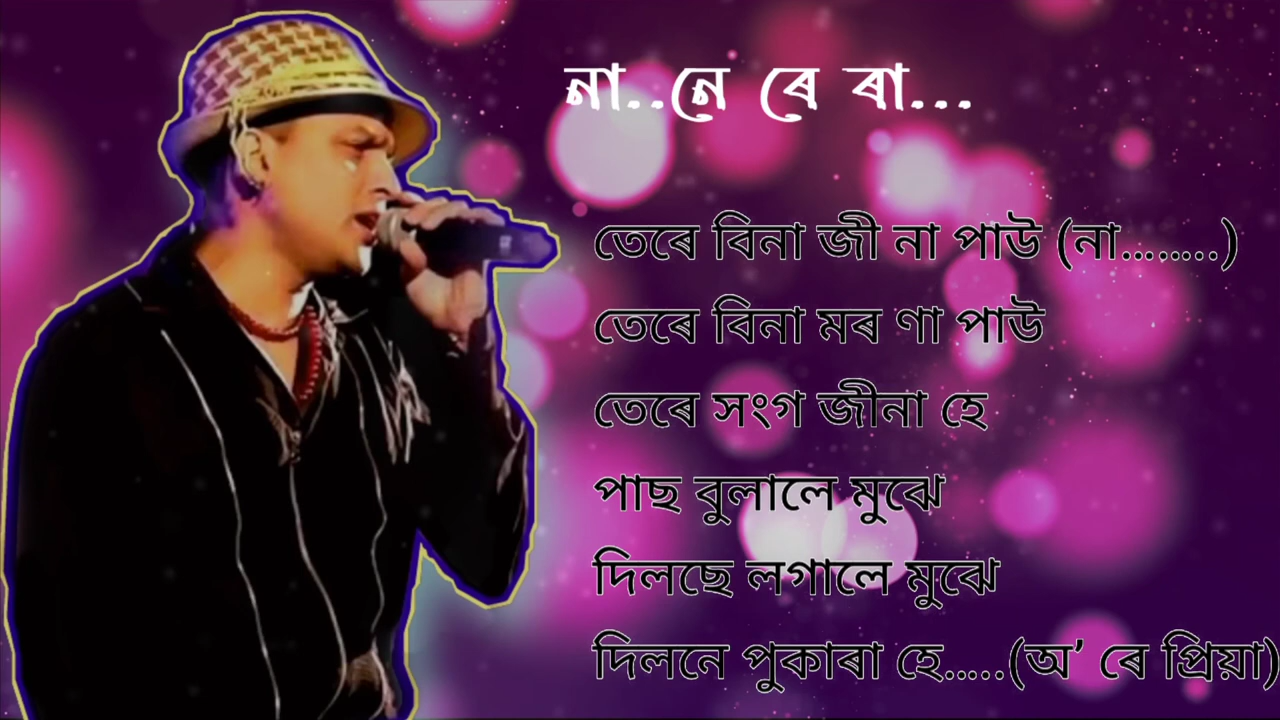 না..নে ৰে ৰা...
তেৰে বিনা জী না পাউ (না........)
তেৰে বিনা মৰ ণা পাউ
তেৰে সংগ জীনা হে
পাছ বুলালে মুঝে
দিলছে লগালে মুঝে
দিলনে পুকাৰা হে.....(অ’ ৰে প্ৰিয়া)